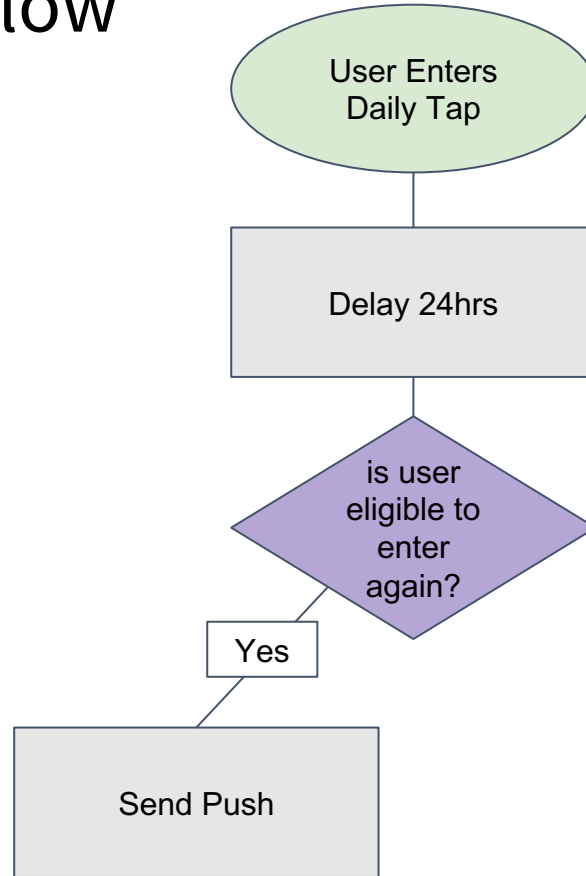 low
User Enters
Daily Tap
Delay 24hrs
is user
eligible to
enter
again?
Yes
Send Push